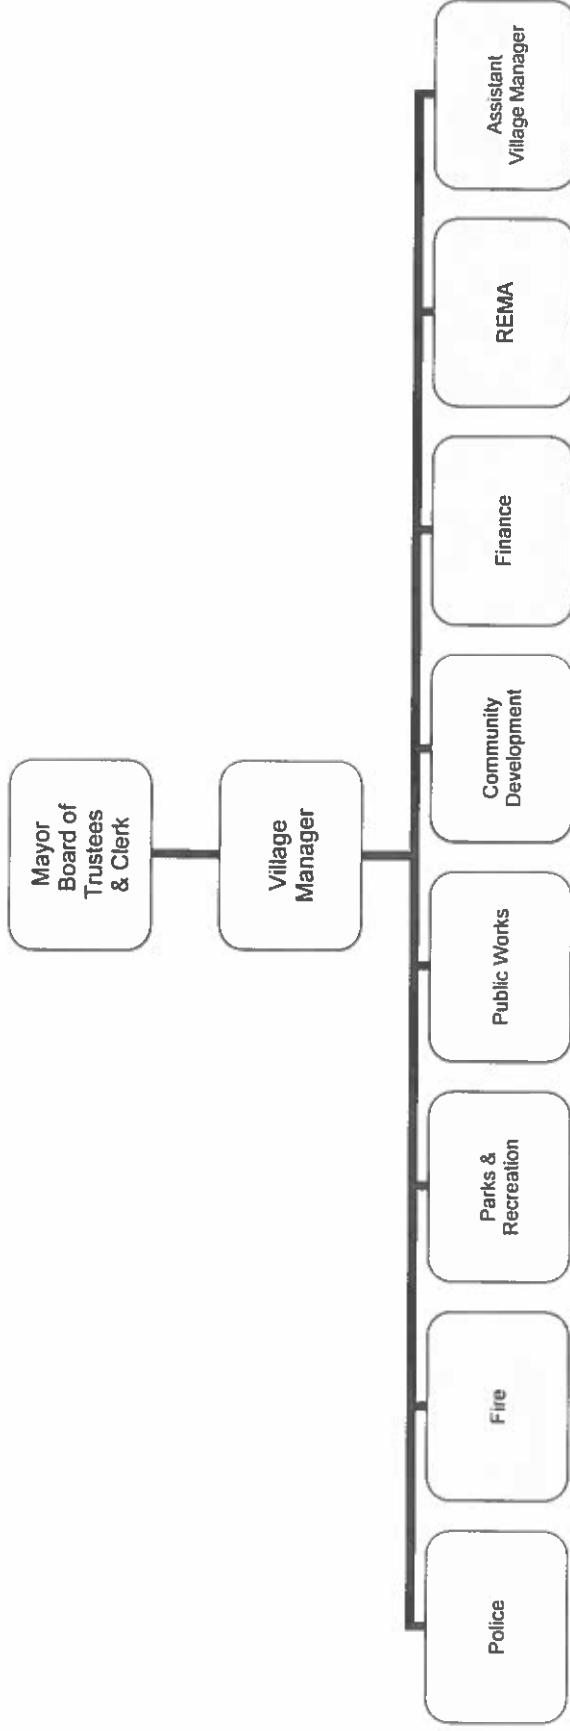 Mayor
Board of
Trustees
& Clerk
Village
Manager
Police
Fire
Parks &
Recreation
Public Works
Community
Development
Finance
REMA
Assistant
Village Manager